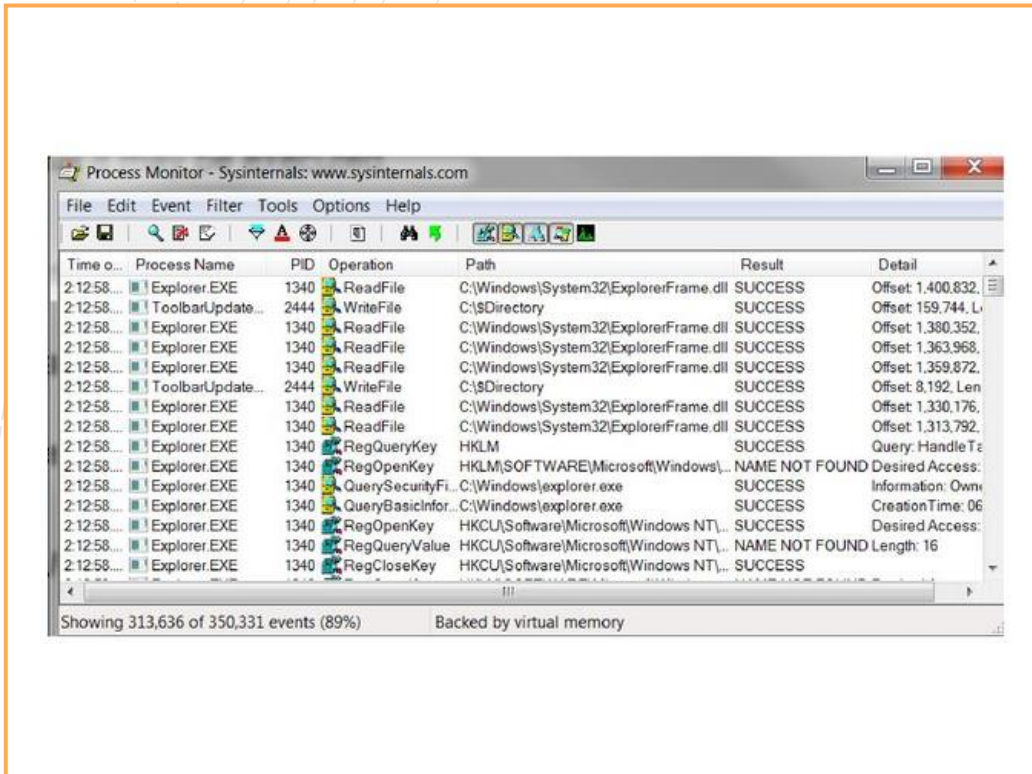 Process Monitor - Sysinternals: www.sysinternals.com
File Edit Event Filter Tools Options Help
Time o... Process Name PID Operation Path Result Detail
2:12:58.... Explorer.EXE 1340 ReadFile C:\Windows\System32\ExplorerFrame.dll SUCCESS Offset: 1,400,832,
2:12:58.... ToolbarUpdate... 2444 WriteFile C:\$Directory SUCCESS Offset: 159,744, L
2:12:58.... Explorer.EXE 1340 ReadFile C:\Windows\System32\ExplorerFrame.dll SUCCESS Offset: 1,380,352,
2:12:58.... Explorer.EXE 1340 ReadFile C:\Windows\System32\ExplorerFrame.dll SUCCESS Offset: 1,363,968,
2:12:58.... Explorer.EXE 1340 ReadFile C:\Windows\System32\ExplorerFrame.dll SUCCESS Offset: 1,359,872,
2:12:58.... ToolbarUpdate... 2444 WriteFile C:\$Directory SUCCESS Offset: 8,192, Len
2:12:58.... Explorer.EXE 1340 ReadFile C:\Windows\System32\ExplorerFrame.dll SUCCESS Offset: 1,330,176,
2:12:58.... Explorer.EXE 1340 ReadFile C:\Windows\System32\ExplorerFrame.dll SUCCESS Offset: 1,313,792,
2:12:58.... Explorer.EXE 1340 RegQueryKey HKLM SUCCESS Query: HandleTa
2:12:58.... Explorer.EXE 1340 RegOpenKey HKLM\SOFTWARE\Microsoft\Windows\... NAME NOT FOUND Desired Access:
2:12:58.... Explorer.EXE 1340 QuerySecurityFi... C:\Windows\explorer.exe SUCCESS Information: Owne
2:12:58.... Explorer.EXE 1340 QueryBasicInfor... C:\Windows\explorer.exe SUCCESS CreationTime: 06
2:12:58.... Explorer.EXE 1340 RegOpenKey HKCU\Software\Microsoft\Windows NT\... SUCCESS Desired Access:
2:12:58.... Explorer.EXE 1340 RegQueryValue HKCU\Software\Microsoft\Windows NT\... NAME NOT FOUND Length: 16
2:12:58.... Explorer.EXE 1340 RegCloseKey HKCU\Software\Microsoft\Windows NT\... SUCCESS
Showing 313,636 of 350,331 events (89%) Backed by virtual memory